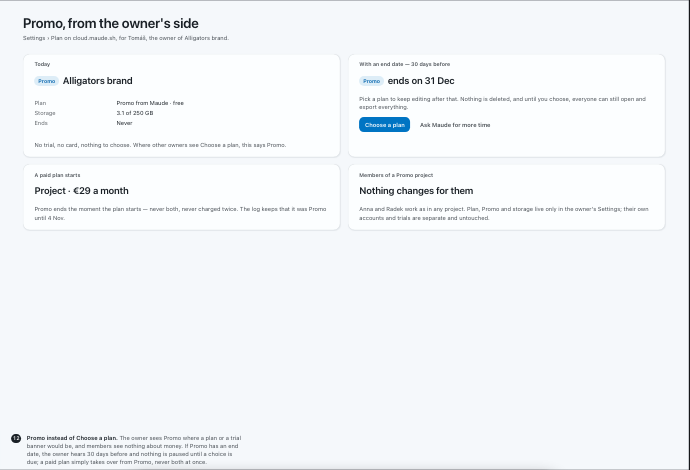 Promo, from the owner's side
Settings › Plan on cloud.maude.sh, for Tomáš, the owner of Alligators brand.
Today
Promo Alligators brand
Plan Promo from Maude · free
Storage 3.1 of 250 GB
Ends Never
No trial, no card, nothing to choose. Where other owners see Choose a plan, this says Promo.
With an end date — 30 days before
Promo ends on 31 Dec
Pick a plan to keep editing after that. Nothing is deleted, and until you choose, everyone can still open and
export everything.
Choose a plan Ask Maude for more time
A paid plan starts
Project · €29 a month
Promo ends the moment the plan starts — never both, never charged twice. The log keeps that it was Promo
until 4 Nov.
Members of a Promo project
Nothing changes for them
Anna and Radek work as in any project. Plan, Promo and storage live only in the owner's Settings; their own
accounts and trials are separate and untouched.
Promo instead of Choose a plan. The owner sees Promo where a plan or a trial
banner would be, and members see nothing about money. If Promo has an end
date, the owner hears 30 days before and nothing is paused until a choice is
due; a paid plan simply takes over from Promo, never both at once.